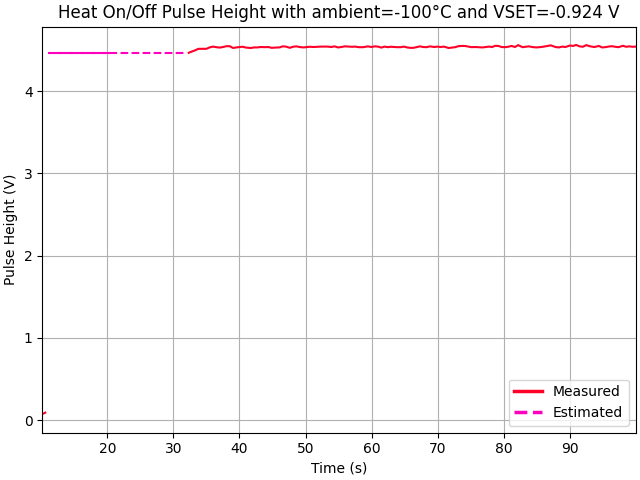 Heat On/Off Pulse Height with ambient=-100°C and VSET=-0.924 V
Pulse Height (V)
4
3
2
1
0
20 30 40 50 60 70 80 90
Time (s)
Measured
Estimated